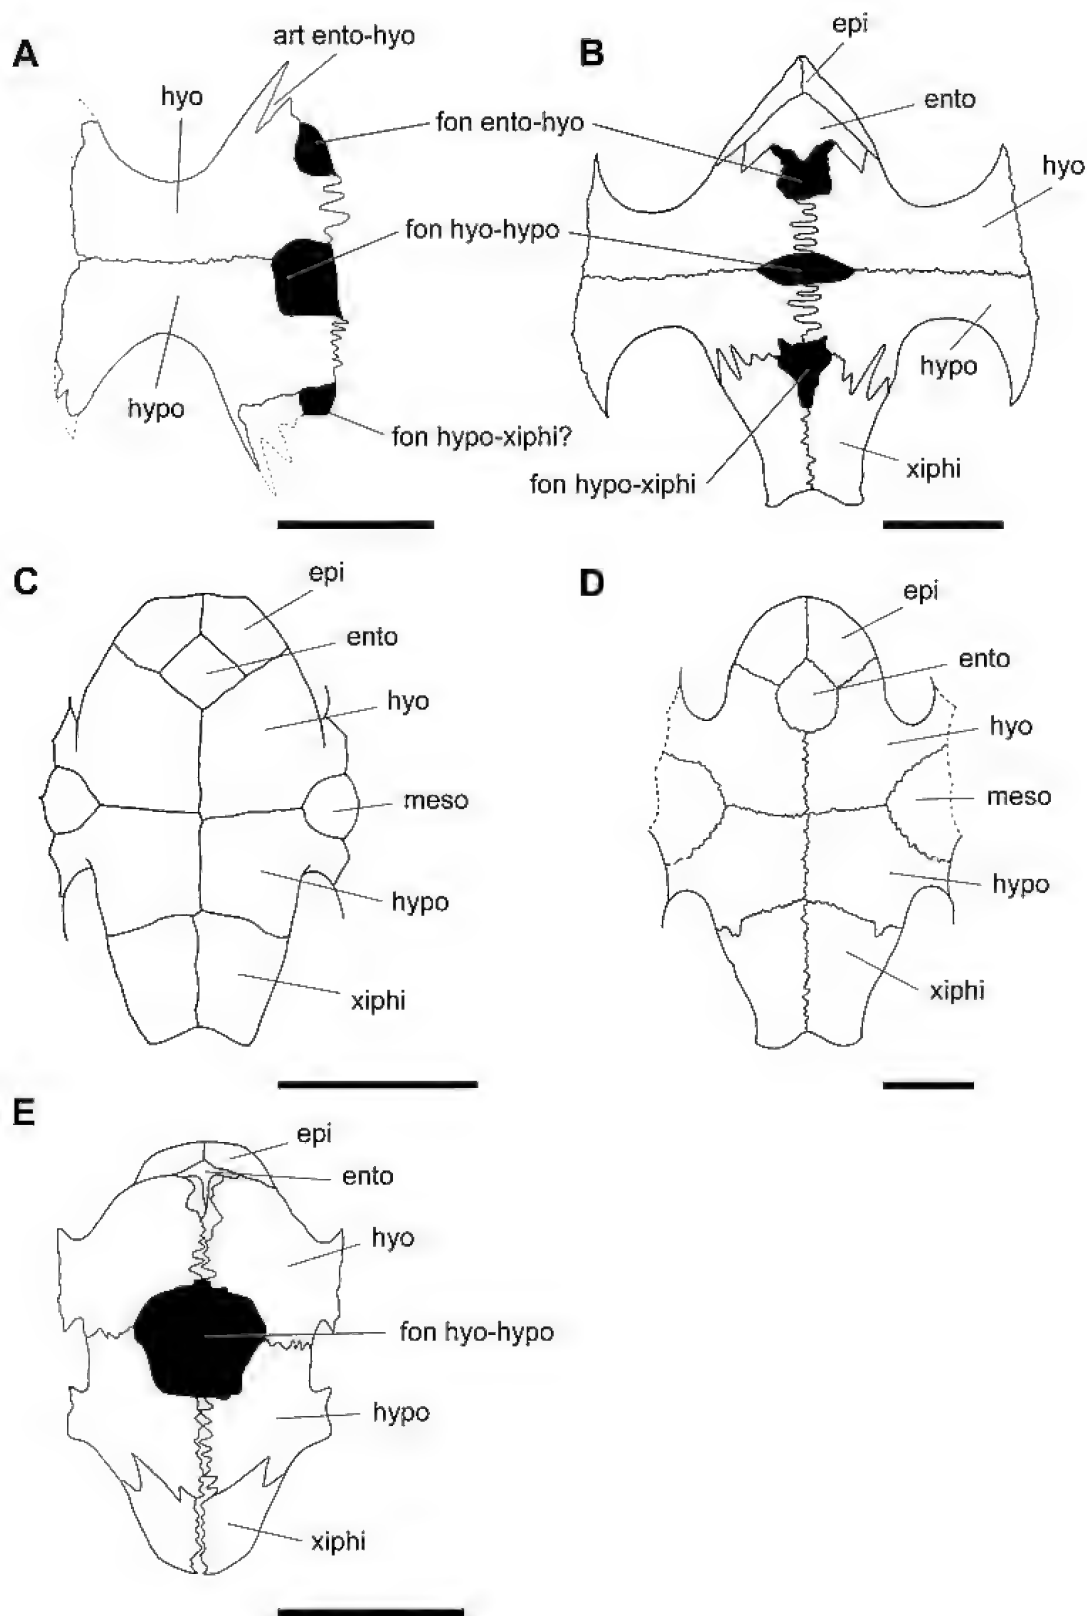 A
art ento-hyo
hyo
fon ento-hyo
fon hyo-hypo
hypo
fon hypo-xiphi?
B
epi
ento
hyo
hypo
xiphi
fon hypo-xiphi
C
epi
ento
hyo
meso
hypo
xiphi
D
epi
ento
hyo
meso
hypo
xiphi
E
epi
ento
hyo
fon hyo-hypo
hypo
xiphi